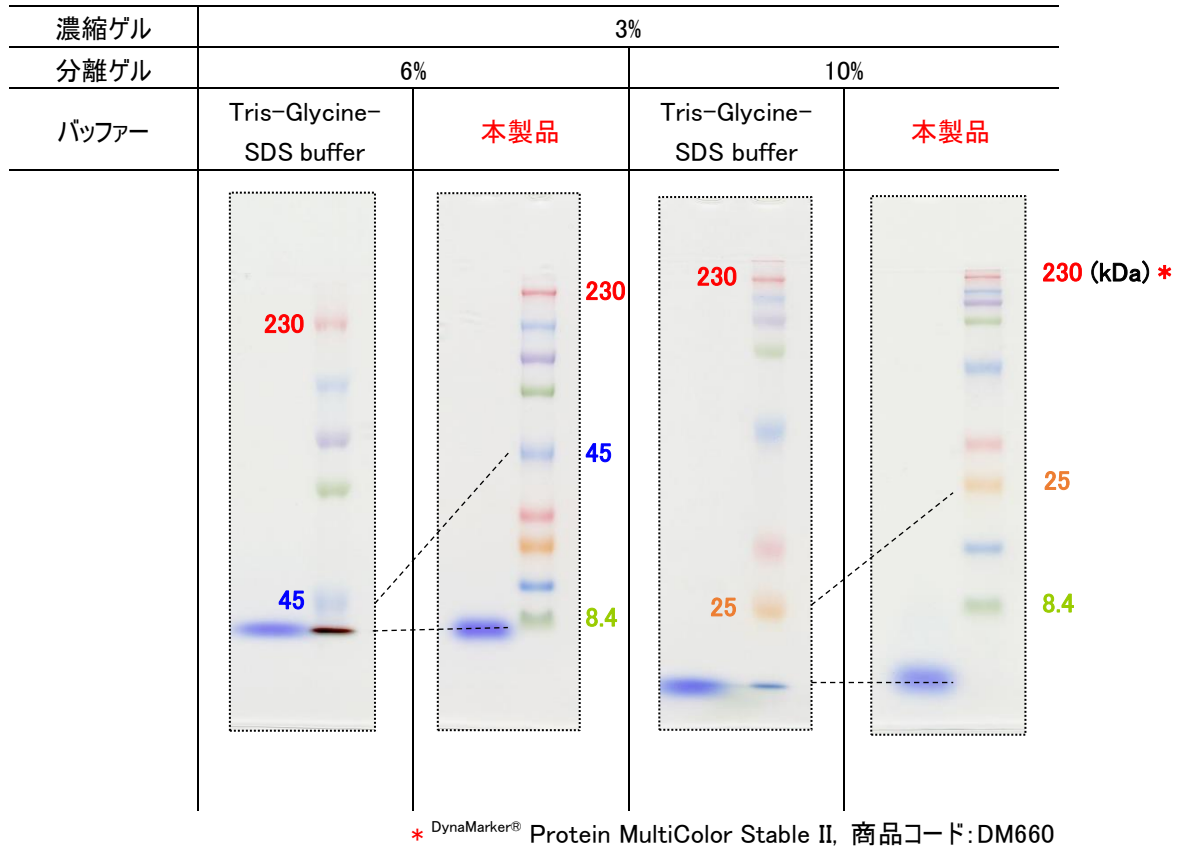 濃縮ゲル 3%
分離ゲル 6% 10%
バッファー Tris-Glycine-SDS buffer 本製品 Tris-Glycine-SDS buffer 本製品
230
45
230
45
8.4
230
25
230 (kDa) *
25
8.4
* DynaMarker® Protein MultiColor Stable II, 商品コード:DM660